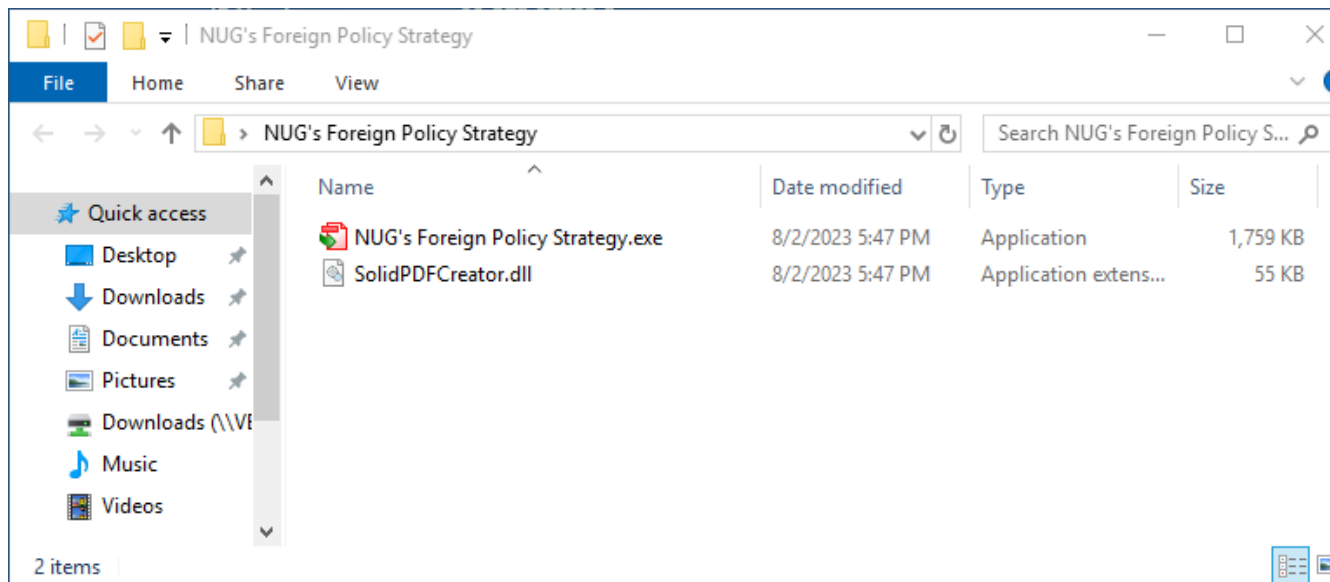 NUG's Foreign Policy Strategy
File Home Share View
NUG's Foreign Policy Strategy
Search NUG's Foreign Policy S...
Name Date modified Type Size
Quick access
NUG's Foreign Policy Strategy.exe 8/2/2023 5:47 PM Application 1,759 KB
Desktop
SolidPDFCreator.dll 8/2/2023 5:47 PM Application extens... 55 KB
Downloads
Documents
Pictures
Downloads (\\VE
Music
Videos
2 items